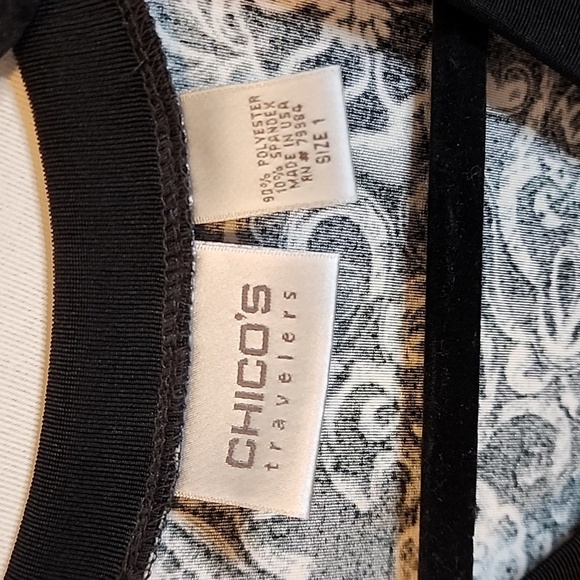 90% POLYESTER
10% SPANDEX
MADE IN USA
RN # 79984
SIZE 1
CHICO'S
travelers